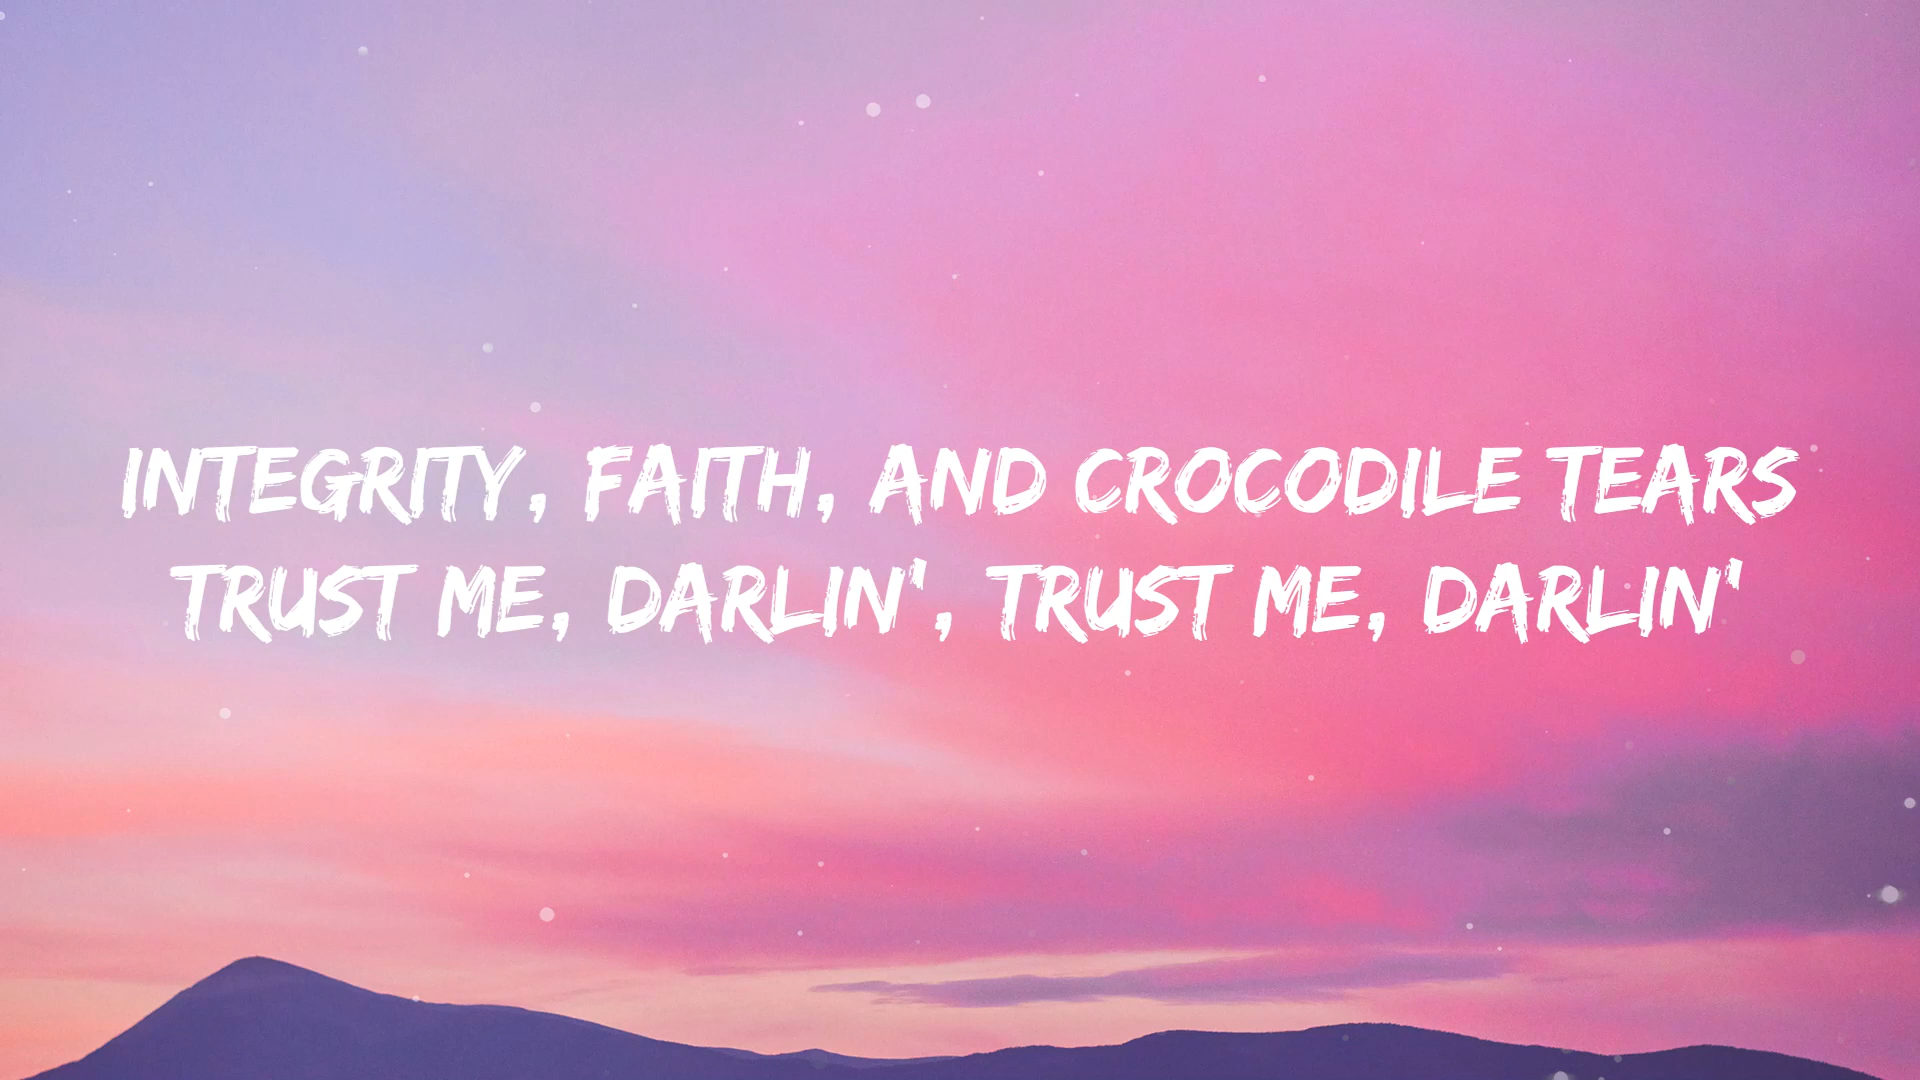 INTEGRITY, FAITH, AND CROCODILE TEARS
TRUST ME, DARLIN', TRUST ME, DARLIN'